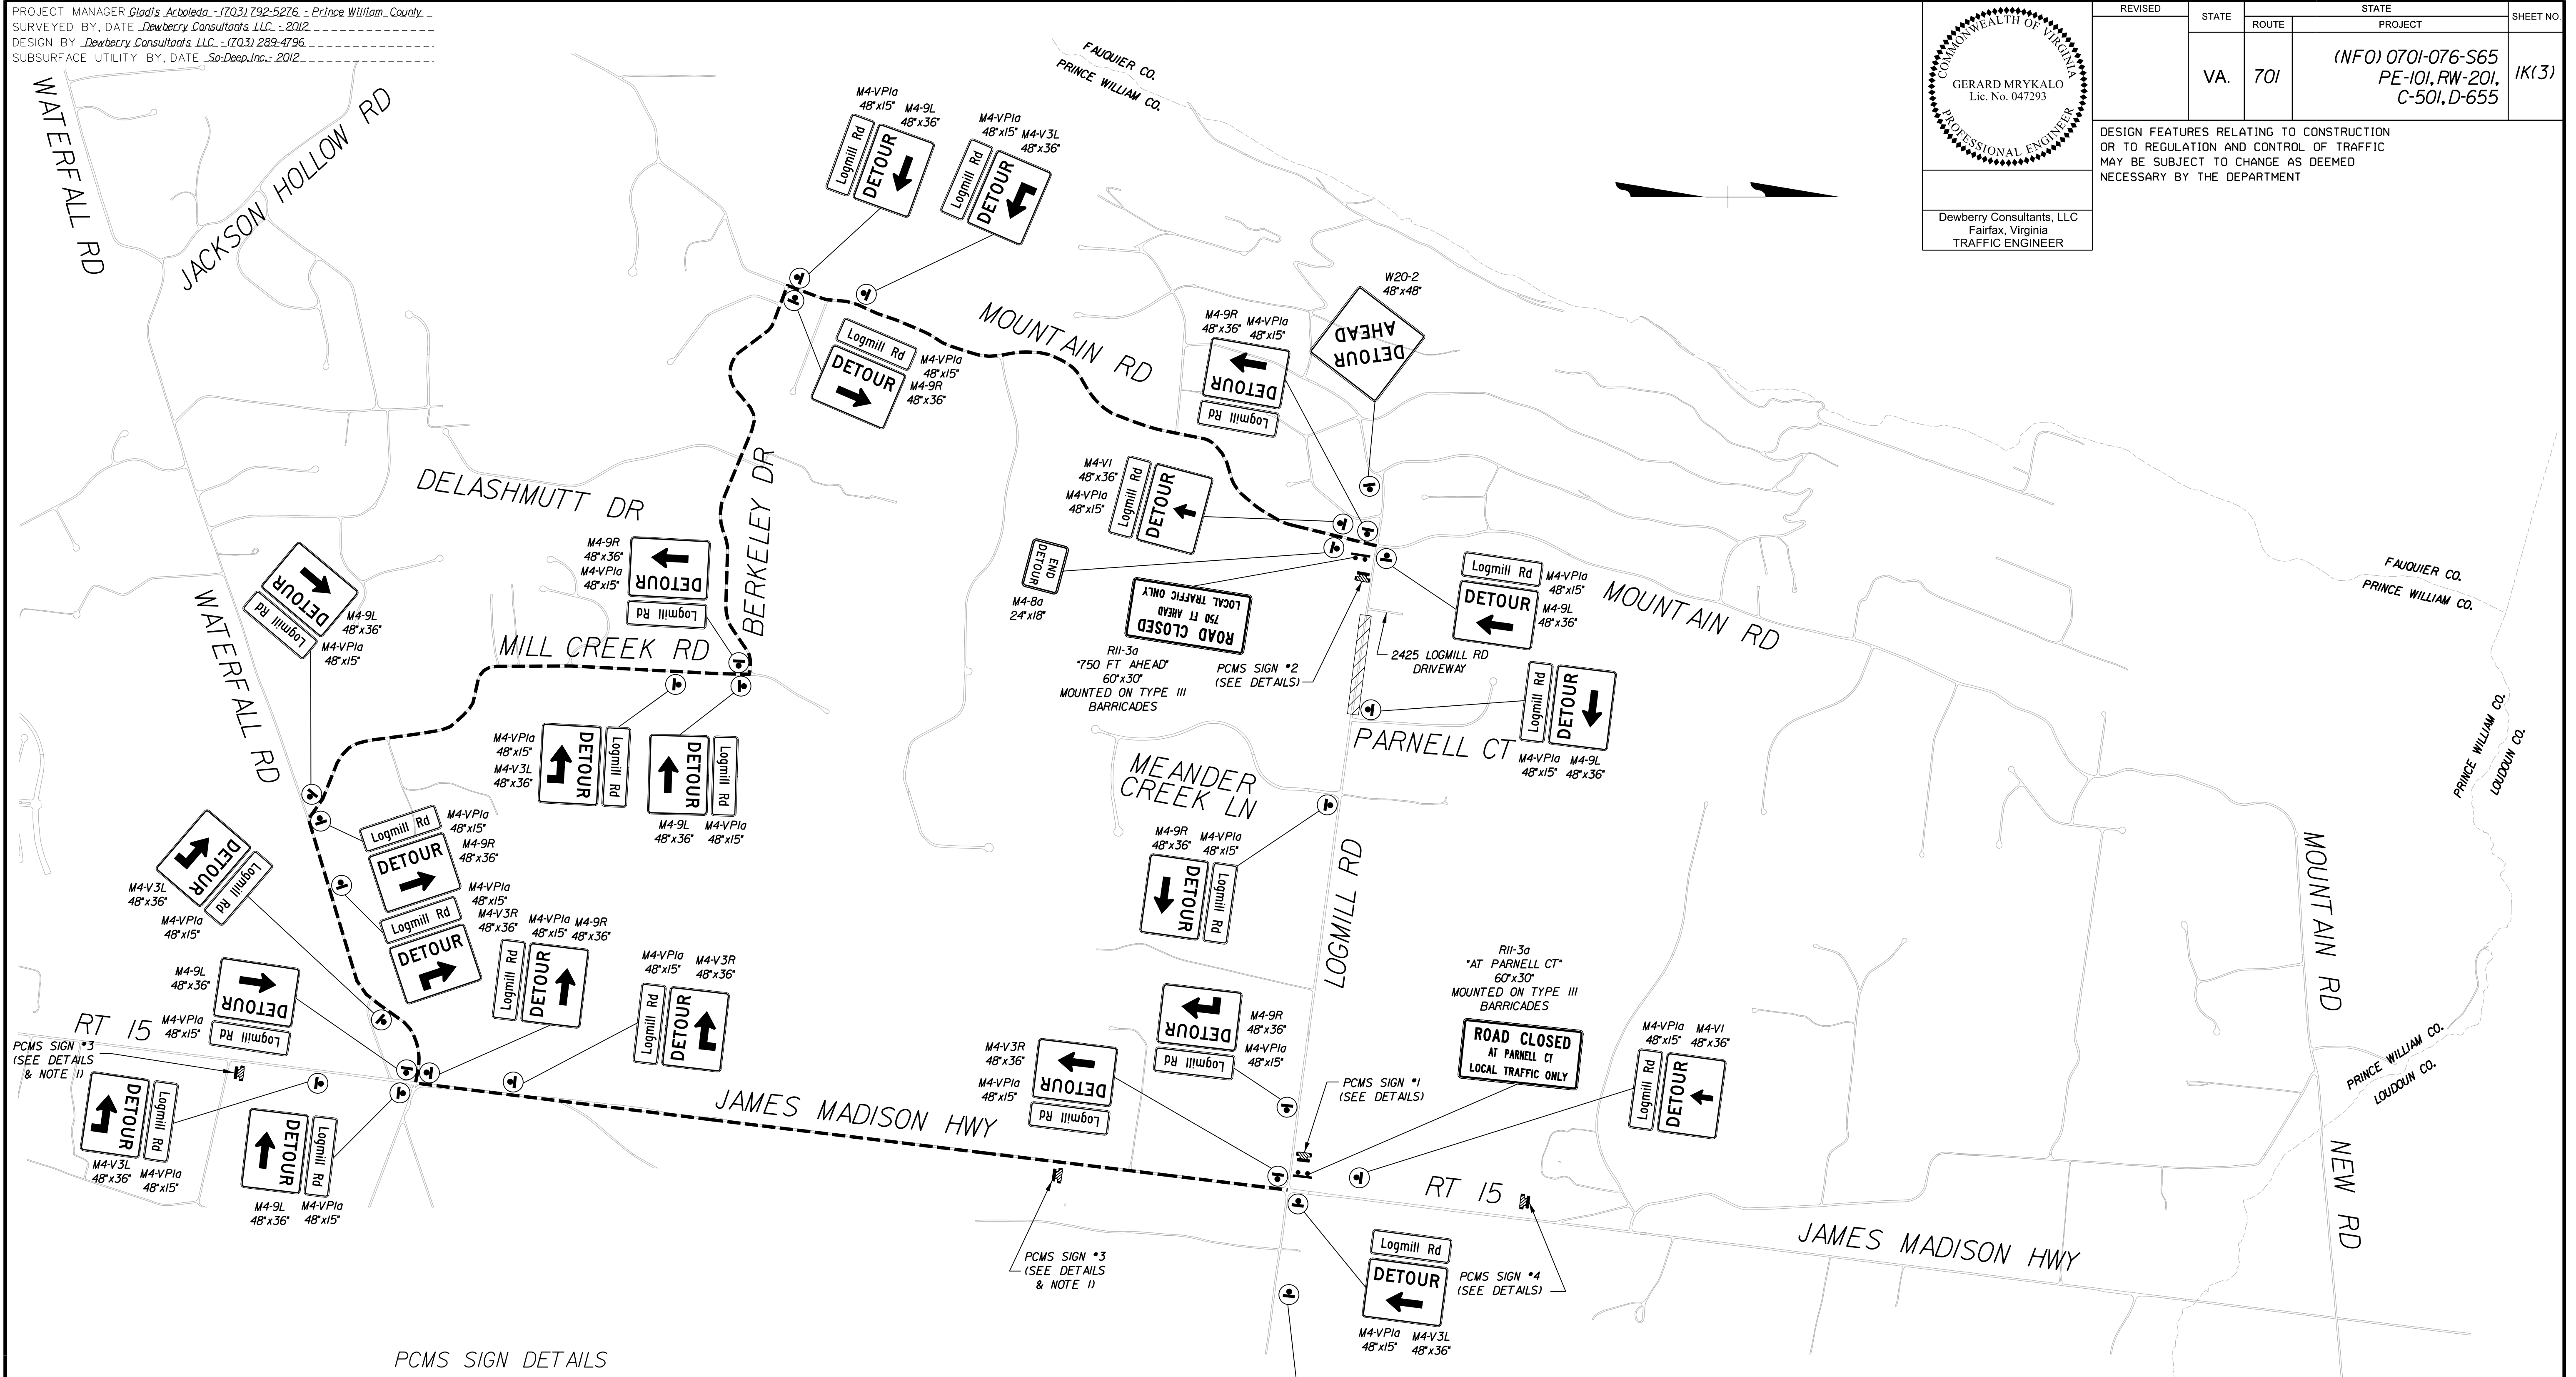 PROJECT MANAGER Gladis Arboleda - (703) 792-5276 - Prince William County
SURVEYED BY, DATE Dewberry Consultants LLC - 2012
DESIGN BY Dewberry Consultants LLC - (703) 289-4796
SUBSURFACE UTILITY BY, DATE So-Deep, Inc. - 2012
COMMONWEALTH OF VIRGINIA
GERARD MRYKALO
Lic. No. 047293
PROFESSIONAL ENGINEER
Dewberry Consultants, LLC
Fairfax, Virginia
TRAFFIC ENGINEER
REVISED
STATE
STATE
ROUTE
PROJECT
SHEET NO.
VA.
701
(NFO) 0701-076-S65
PE-101, RW-201,
C-501, D-655
1K(3)
DESIGN FEATURES RELATING TO CONSTRUCTION
OR TO REGULATION AND CONTROL OF TRAFFIC
MAY BE SUBJECT TO CHANGE AS DEEMED
NECESSARY BY THE DEPARTMENT
WATERFALL RD
JACKSON HOLLOW RD
FAUQUIER CO.
PRINCE WILLIAM CO.
M4-VP1a
48"x15"
M4-9L
48"x36"
Logmill Rd
DETOUR
M4-VP1a
48"x15"
M4-V3L
48"x36"
Logmill Rd
DETOUR
Logmill Rd
DETOUR
M4-VP1a
48"x15"
M4-9R
48"x36"
MOUNTAIN RD
M4-9R
48"x36"
M4-VP1a
48"x15"
DETOUR
Logmill Rd
W20-2
48"x48"
DETOUR
AHEAD
M4-V1
48"x36"
M4-VP1a
48"x15"
Logmill Rd
DETOUR
END
DETOUR
M4-8a
24"x18"
ROAD CLOSED
750 FT AHEAD
LOCAL TRAFFIC ONLY
R11-3a
"750 FT AHEAD"
60"x30"
MOUNTED ON TYPE III
BARRICADES
PCMS SIGN #2
(SEE DETAILS)
2425 LOGMILL RD
DRIVEWAY
Logmill Rd
DETOUR
M4-VP1a
48"x15"
M4-9L
48"x36"
MOUNTAIN RD
FAUQUIER CO.
PRINCE WILLIAM CO.
Logmill Rd
DETOUR
M4-VP1a
48"x15"
M4-9L
48"x36"
PARNELL CT
PRINCE WILLIAM CO.
LOUDOUN CO.
DELASHMUTT DR
BERKELEY DR
M4-9R
48"x36"
M4-VP1a
48"x15"
DETOUR
Logmill Rd
MILL CREEK RD
DETOUR
Logmill Rd
M4-9L
48"x36"
M4-VP1a
48"x15"
WATERFALL RD
M4-VP1a
48"x15"
M4-V3L
48"x36"
DETOUR
Logmill Rd
DETOUR
Logmill Rd
M4-9L
48"x36"
M4-VP1a
48"x15"
MEANDER
CREEK LN
M4-9R
48"x36"
M4-VP1a
48"x15"
DETOUR
Logmill Rd
LOGMILL RD
MOUNTAIN RD
DETOUR
Logmill Rd
M4-V3L
48"x36"
M4-VP1a
48"x15"
Logmill Rd
DETOUR
M4-VP1a
48"x15"
M4-9R
48"x36"
Logmill Rd
DETOUR
M4-VP1a
48"x15"
M4-V3R
48"x36"
M4-VP1a
48"x15"
M4-9R
48"x36"
Logmill Rd
DETOUR
M4-VP1a
48"x15"
M4-V3R
48"x36"
Logmill Rd
DETOUR
M4-9L
48"x36"
M4-VP1a
48"x15"
DETOUR
Logmill Rd
RT 15
PCMS SIGN #3
(SEE DETAILS
& NOTE 1)
DETOUR
Logmill Rd
M4-V3L
48"x36"
M4-VP1a
48"x15"
DETOUR
Logmill Rd
M4-9L
48"x36"
M4-VP1a
48"x15"
JAMES MADISON HWY
M4-V3R
48"x36"
M4-VP1a
48"x15"
DETOUR
Logmill Rd
DETOUR
Logmill Rd
M4-9R
48"x36"
M4-VP1a
48"x15"
PCMS SIGN #1
(SEE DETAILS)
R11-3a
"AT PARNELL CT"
60"x30"
MOUNTED ON TYPE III
BARRICADES
ROAD CLOSED
AT PARNELL CT
LOCAL TRAFFIC ONLY
M4-VP1a
48"x15"
M4-V1
48"x36"
Logmill Rd
DETOUR
RT 15
PCMS SIGN #3
(SEE DETAILS
& NOTE 1)
Logmill Rd
DETOUR
M4-VP1a
48"x15"
M4-V3L
48"x36"
PCMS SIGN #4
(SEE DETAILS)
JAMES MADISON HWY
PRINCE WILLIAM CO.
LOUDOUN CO.
NEW RD
PCMS SIGN DETAILS